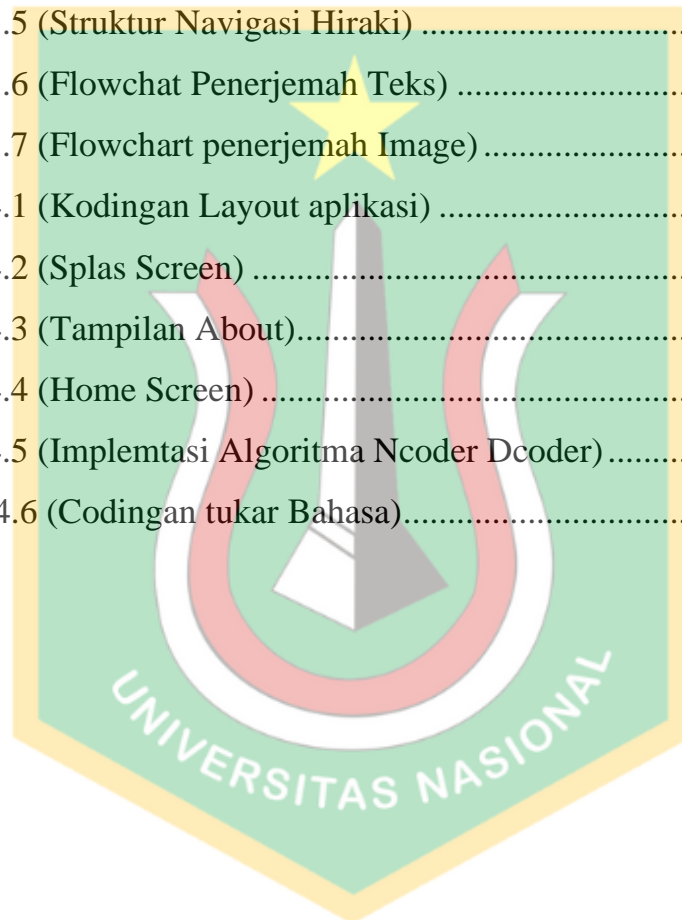 .5 (Struktur Navigasi Hiraki) ................................
.6 (Flowchat Penerjemah Teks) ............................
.7 (Flowchart penerjemah Image) .........................
.1 (Kodingan Layout aplikasi) ..............................
.2 (Splas Screen) .....................................................
.3 (Tampilan About)................................................
.4 (Home Screen) ....................................................
.5 (Implemtasi Algoritma Ncoder Dcoder) ..........
4.6 (Codingan tukar Bahasa)...................................
UNIVERSITAS NASIONAL